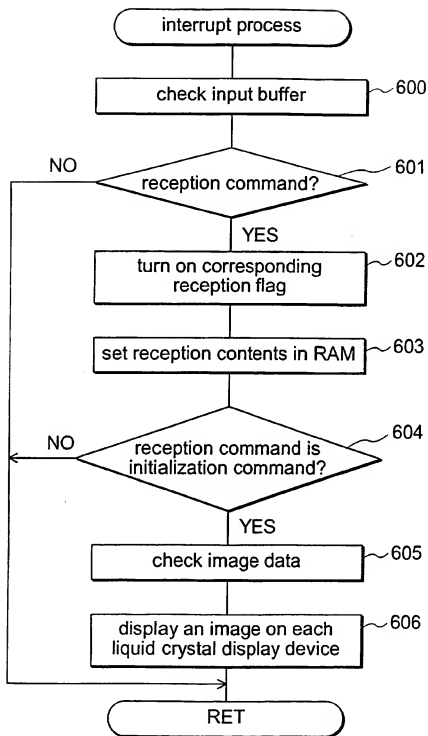 interrupt process
check input buffer
600
NO
reception command?
601
YES
turn on corresponding
reception flag
602
set reception contents in RAM
603
NO
reception command is
initialization command?
604
YES
check image data
605
display an image on each
liquid crystal display device
606
RET